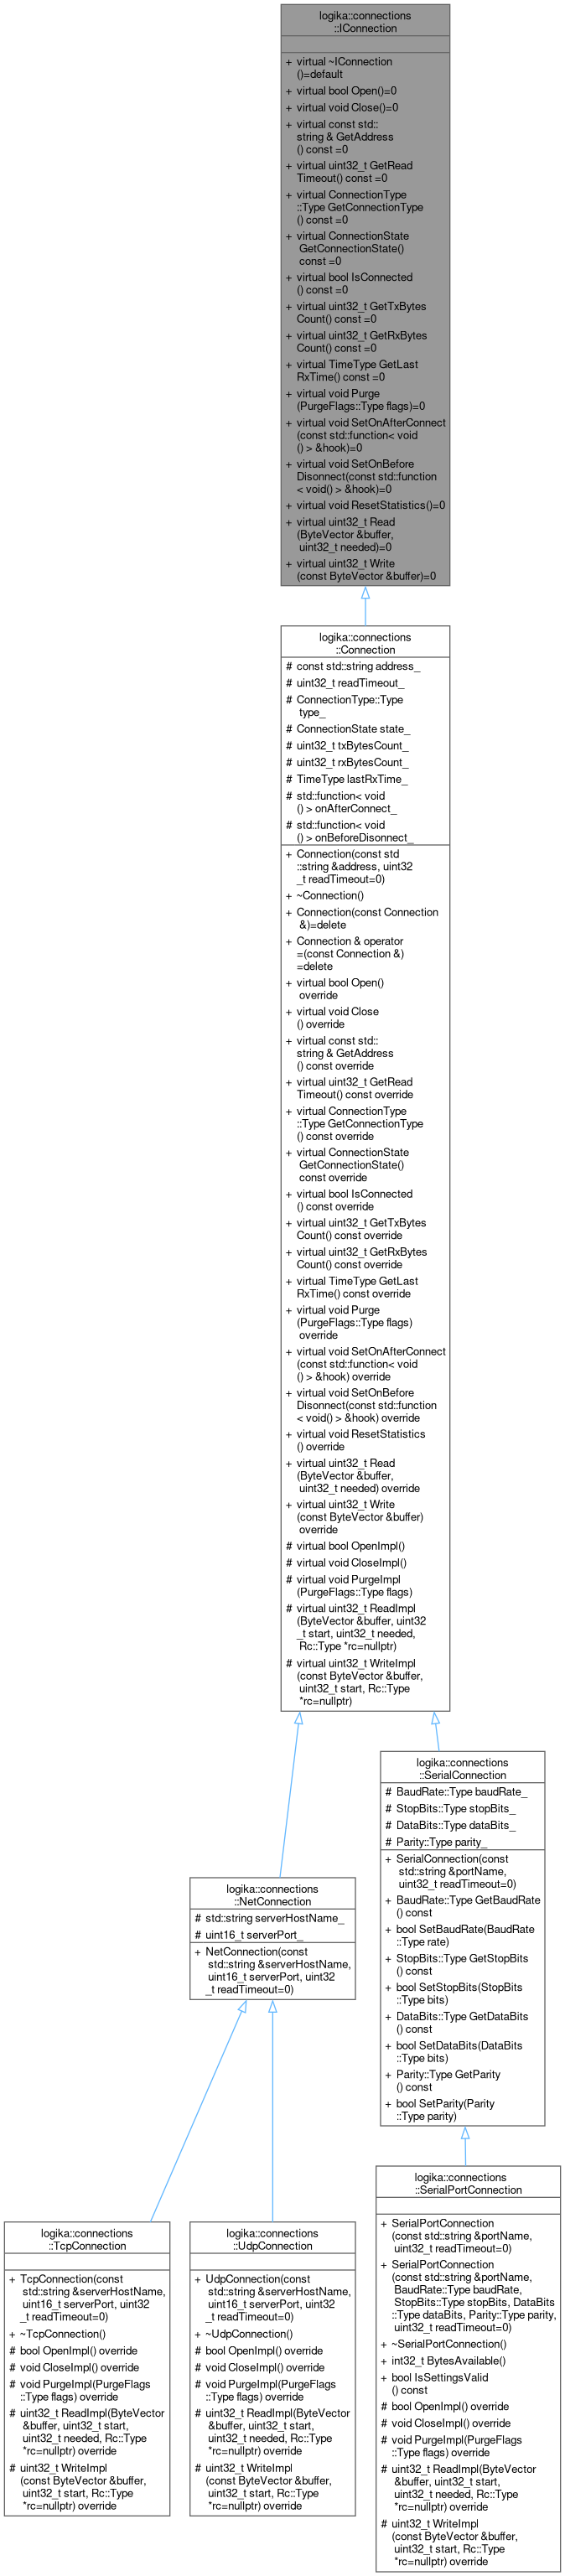 logika::connections
::IConnection
+ virtual ~IConnection
()=default
+ virtual bool Open()=0
+ virtual void Close()=0
+ virtual const std::
string & GetAddress
() const =0
+ virtual uint32_t GetRead
Timeout() const =0
+ virtual ConnectionType
::Type GetConnectionType
() const =0
+ virtual ConnectionState
GetConnectionState()
const =0
+ virtual bool IsConnected
() const =0
+ virtual uint32_t GetTxBytes
Count() const =0
+ virtual uint32_t GetRxBytes
Count() const =0
+ virtual TimeType GetLast
RxTime() const =0
+ virtual void Purge
(PurgeFlags::Type flags)=0
+ virtual void SetOnAfterConnect
(const std::function< void
() > &hook)=0
+ virtual void SetOnBefore
Disonnect(const std::function
< void() > &hook)=0
+ virtual void ResetStatistics()=0
+ virtual uint32_t Read
(ByteVector &buffer,
uint32_t needed)=0
+ virtual uint32_t Write
(const ByteVector &buffer)=0
logika::connections
::Connection
# const std::string address_
# uint32_t readTimeout_
# ConnectionType::Type
type_
# ConnectionState state_
# uint32_t txBytesCount_
# uint32_t rxBytesCount_
# TimeType lastRxTime_
# std::function< void
() > onAfterConnect_
# std::function< void
() > onBeforeDisonnect_
+ Connection(const std
::string &address, uint32
_t readTimeout=0)
+ ~Connection()
+ Connection(const Connection
&)=delete
+ Connection & operator
=(const Connection &)
=delete
+ virtual bool Open()
override
+ virtual void Close
() override
+ virtual const std::
string & GetAddress
() const override
+ virtual uint32_t GetRead
Timeout() const override
+ virtual ConnectionType
::Type GetConnectionType
() const override
+ virtual ConnectionState
GetConnectionState()
const override
+ virtual bool IsConnected
() const override
+ virtual uint32_t GetTxBytes
Count() const override
+ virtual uint32_t GetRxBytes
Count() const override
+ virtual TimeType GetLast
RxTime() const override
+ virtual void Purge
(PurgeFlags::Type flags)
override
+ virtual void SetOnAfterConnect
(const std::function< void
() > &hook) override
+ virtual void SetOnBefore
Disonnect(const std::function
< void() > &hook) override
+ virtual void ResetStatistics
() override
+ virtual uint32_t Read
(ByteVector &buffer,
uint32_t needed) override
+ virtual uint32_t Write
(const ByteVector &buffer)
override
# virtual bool OpenImpl()
# virtual void CloseImpl()
# virtual void PurgeImpl
(PurgeFlags::Type flags)
# virtual uint32_t ReadImpl
(ByteVector &buffer, uint32
_t start, uint32_t needed,
Rc::Type *rc=nullptr)
# virtual uint32_t WriteImpl
(const ByteVector &buffer,
uint32_t start, Rc::Type
*rc=nullptr)
logika::connections
::SerialConnection
# BaudRate::Type baudRate_
# StopBits::Type stopBits_
# DataBits::Type dataBits_
# Parity::Type parity_
+ SerialConnection(const
std::string &portName,
uint32_t readTimeout=0)
+ BaudRate::Type GetBaudRate
() const
+ bool SetBaudRate(BaudRate
::Type rate)
+ StopBits::Type GetStopBits
() const
+ bool SetStopBits(StopBits
::Type bits)
+ DataBits::Type GetDataBits
() const
+ bool SetDataBits(DataBits
::Type bits)
+ Parity::Type GetParity
() const
+ bool SetParity(Parity
::Type parity)
logika::connections
::NetConnection
# std::string serverHostName_
# uint16_t serverPort_
+ NetConnection(const
std::string &serverHostName,
uint16_t serverPort, uint32
_t readTimeout=0)
logika::connections
::TcpConnection
+ TcpConnection(const
std::string &serverHostName,
uint16_t serverPort, uint32
_t readTimeout=0)
+ ~TcpConnection()
# bool OpenImpl() override
# void CloseImpl() override
# void PurgeImpl(PurgeFlags
::Type flags) override
# uint32_t ReadImpl(ByteVector
&buffer, uint32_t start,
uint32_t needed, Rc::Type
*rc=nullptr) override
# uint32_t WriteImpl
(const ByteVector &buffer,
uint32_t start, Rc::Type
*rc=nullptr) override
logika::connections
::UdpConnection
+ UdpConnection(const
std::string &serverHostName,
uint16_t serverPort, uint32
_t readTimeout=0)
+ ~UdpConnection()
# bool OpenImpl() override
# void CloseImpl() override
# void PurgeImpl(PurgeFlags
::Type flags) override
# uint32_t ReadImpl(ByteVector
&buffer, uint32_t start,
uint32_t needed, Rc::Type
*rc=nullptr) override
# uint32_t WriteImpl
(const ByteVector &buffer,
uint32_t start, Rc::Type
*rc=nullptr) override
logika::connections
::SerialPortConnection
+ SerialPortConnection
(const std::string &portName,
uint32_t readTimeout=0)
+ SerialPortConnection
(const std::string &portName,
BaudRate::Type baudRate,
StopBits::Type stopBits, DataBits
::Type dataBits, Parity::Type parity,
uint32_t readTimeout=0)
+ ~SerialPortConnection()
+ int32_t BytesAvailable()
+ bool IsSettingsValid
() const
# bool OpenImpl() override
# void CloseImpl() override
# void PurgeImpl(PurgeFlags
::Type flags) override
# uint32_t ReadImpl(ByteVector
&buffer, uint32_t start,
uint32_t needed, Rc::Type
*rc=nullptr) override
# uint32_t WriteImpl
(const ByteVector &buffer,
uint32_t start, Rc::Type
*rc=nullptr) override